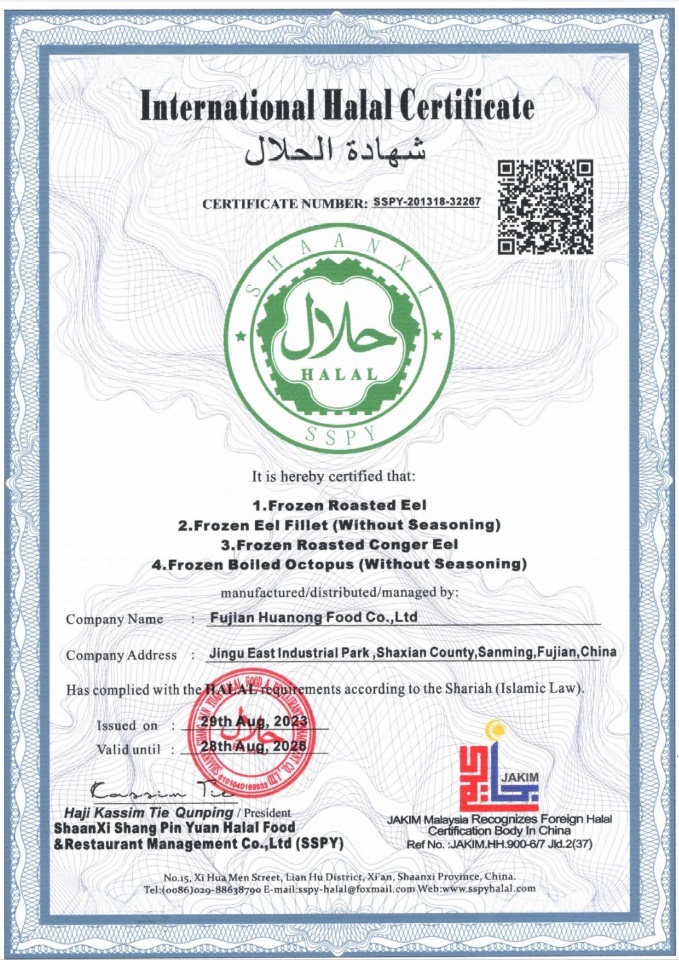 International Halal Certificate
شهادة الحلال
CERTIFICATE NUMBER: SSPY-201318-32267
SHAANXI
حلال
HALAL
SSPY
It is hereby certified that:
1.Frozen Roasted Eel
2.Frozen Eel Fillet (Without Seasoning)
3.Frozen Roasted Conger Eel
4.Frozen Boiled Octopus (Without Seasoning)
manufactured/distributed/managed by:
Company Name : Fujian Huanong Food Co.,Ltd
Company Address : Jingu East Industrial Park ,Shaxian County,Sanming,Fujian,China
Has complied with the HALAL requirements according to the Shariah (Islamic Law).
Issued on : 29th Aug, 2023
Valid until : 28th Aug, 2026
Kassim Tie
Haji Kassim Tie Qunping / President
ShaanXi Shang Pin Yuan Halal Food
&Restaurant Management Co.,Ltd (SSPY)
JAKIM
JAKIM Malaysia Recognizes Foreign Halal
Certification Body In China
Ref No. :JAKIM.HH.900-6/7 Jld.2(37)
No.15, Xi Hua Men Street, Lian Hu District, Xi'an, Shaanxi Province, China.
Tel:(0086)029-88638790 E-mail:sspy-halal@foxmail.com Web:www.sspyhalal.com